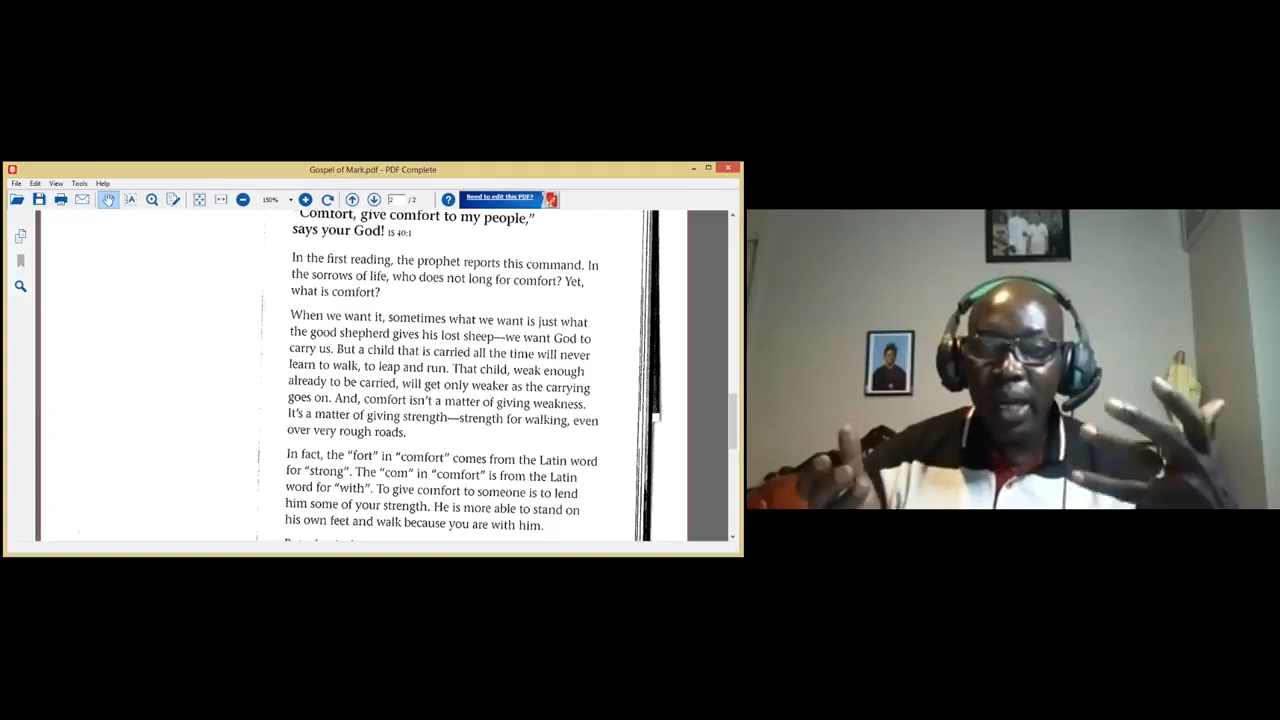 Gospel of Mark.pdf - PDF Complete
File Edit View Tools Help
150% 2 / 2 Need to edit this PDF?
"Comfort, give comfort to my people,"
says your God! IS 40:1
In the first reading, the prophet reports this command. In
the sorrows of life, who does not long for comfort? Yet,
what is comfort?
When we want it, sometimes what we want is just what
the good shepherd gives his lost sheep—we want God to
carry us. But a child that is carried all the time will never
learn to walk, to leap and run. That child, weak enough
already to be carried, will get only weaker as the carrying
goes on. And, comfort isn't a matter of giving weakness.
It's a matter of giving strength—strength for walking, even
over very rough roads.
In fact, the "fort" in "comfort" comes from the Latin word
for "strong". The "com" in "comfort" is from the Latin
word for "with". To give comfort to someone is to lend
him some of your strength. He is more able to stand on
his own feet and walk because you are with him.